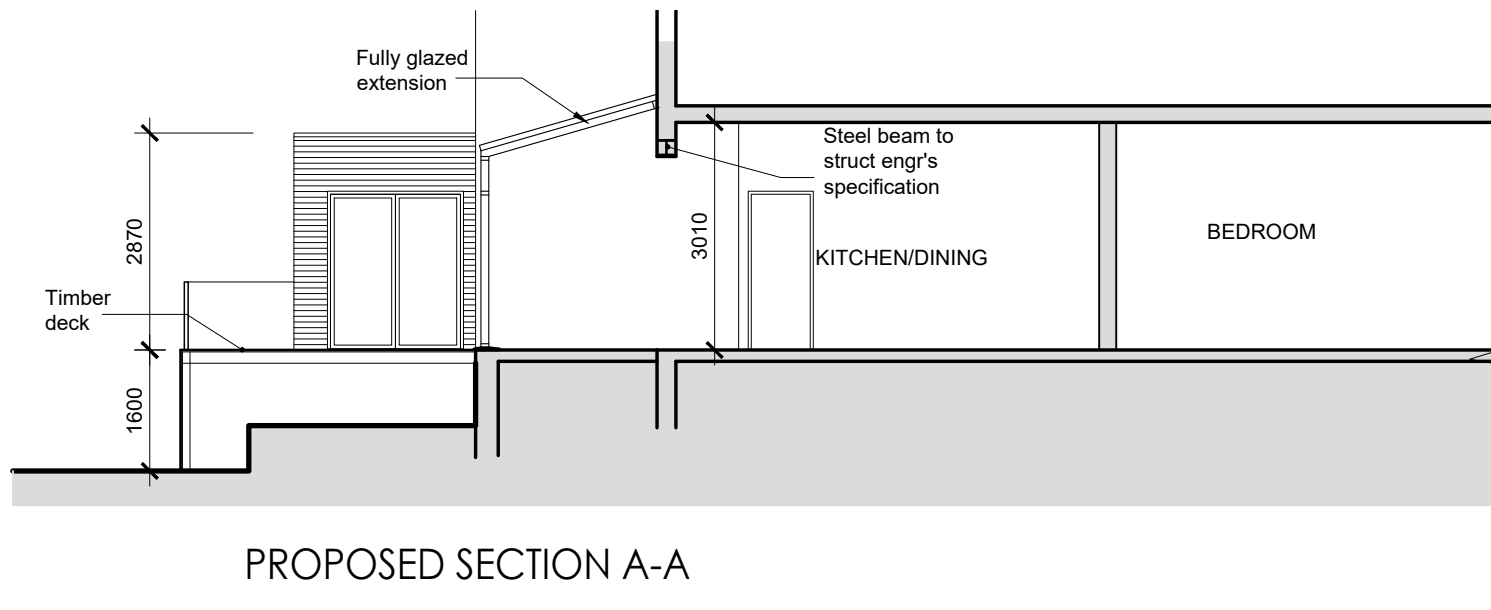 Fully glazed
extension
Steel beam to
struct engr's
specification
2870
3010
BEDROOM
KITCHEN/DINING
Timber
deck
1600
PROPOSED SECTION A-A